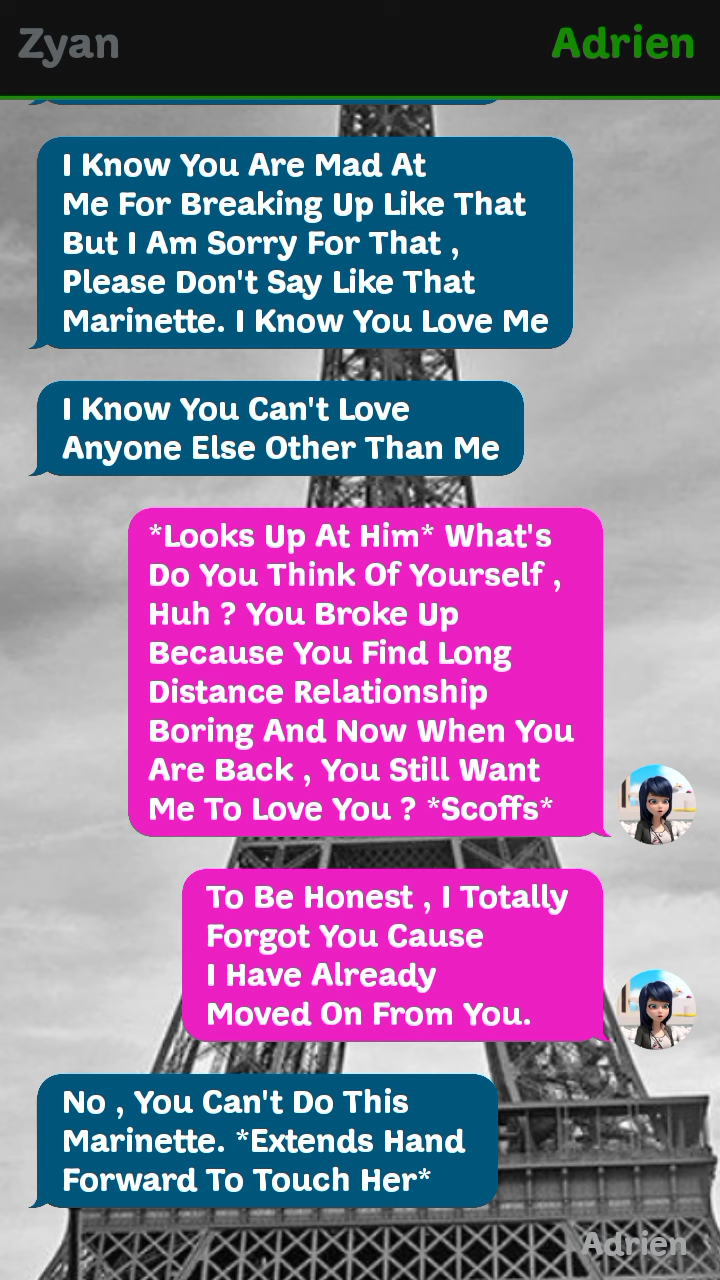 Zyan
Adrien
I Know You Are Mad At
Me For Breaking Up Like That
But I Am Sorry For That ,
Please Don't Say Like That
Marinette. I Know You Love Me
I Know You Can't Love
Anyone Else Other Than Me
*Looks Up At Him* What's
Do You Think Of Yourself ,
Huh ? You Broke Up
Because You Find Long
Distance Relationship
Boring And Now When You
Are Back , You Still Want
Me To Love You ? *Scoffs*
To Be Honest , I Totally
Forgot You Cause
I Have Already
Moved On From You.
No , You Can't Do This
Marinette. *Extends Hand
Forward To Touch Her*
Adrien